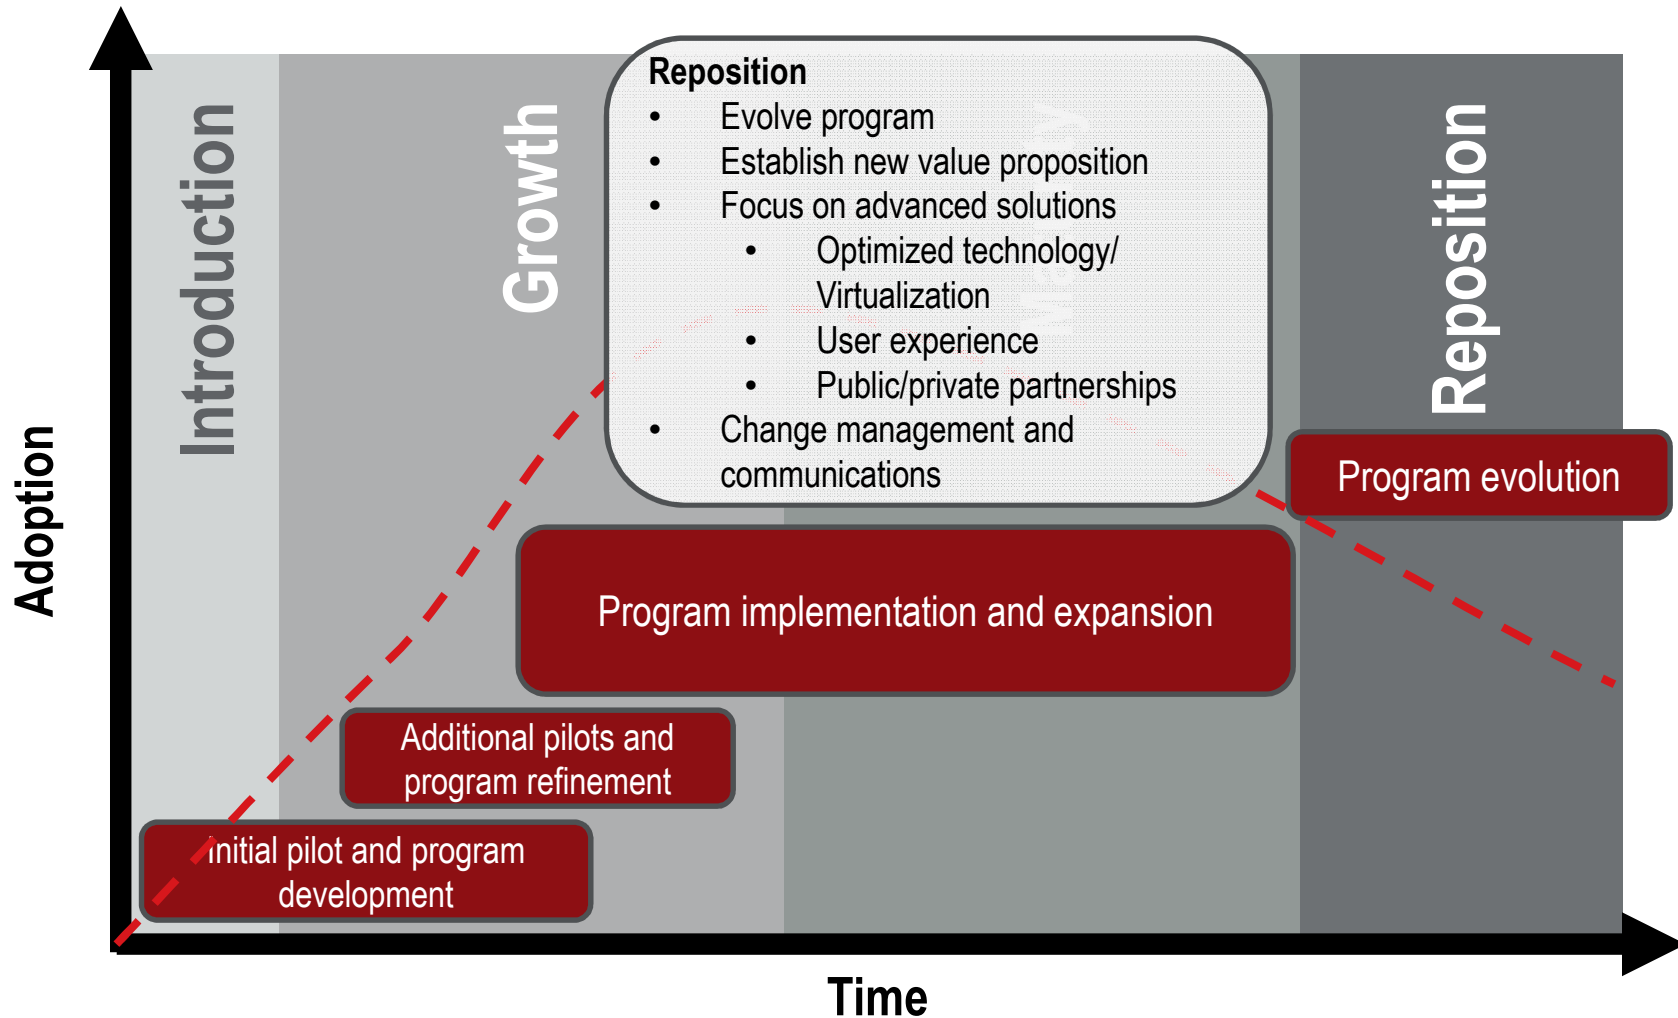 Introduction
Growth
Maturity
Reposition
Reposition
• Evolve program
• Establish new value proposition
• Focus on advanced solutions
• Optimized technology/
Virtualization
• User experience
• Public/private partnerships
• Change management and
communications
Program evolution
Program implementation and expansion
Additional pilots and
program refinement
Initial pilot and program
development
Adoption
Time